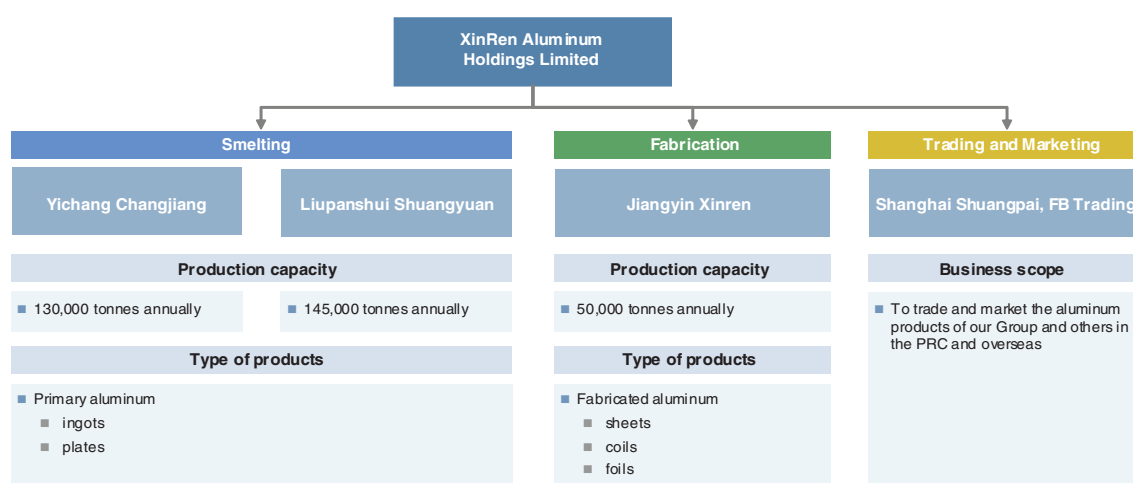 XinRen Aluminum
Holdings Limited
Smelting
Fabrication
Trading and Marketing
Yichang Changjiang
Liupanshui Shuangyuan
Jiangyin Xinren
Shanghai Shuangpai, FB Trading
Production capacity
Production capacity
Business scope
130,000 tonnes annually
145,000 tonnes annually
50,000 tonnes annually
To trade and market the aluminum
products of our Group and others in
the PRC and overseas
Type of products
Type of products
Primary aluminum
ingots
plates
Fabricated aluminum
sheets
coils
foils